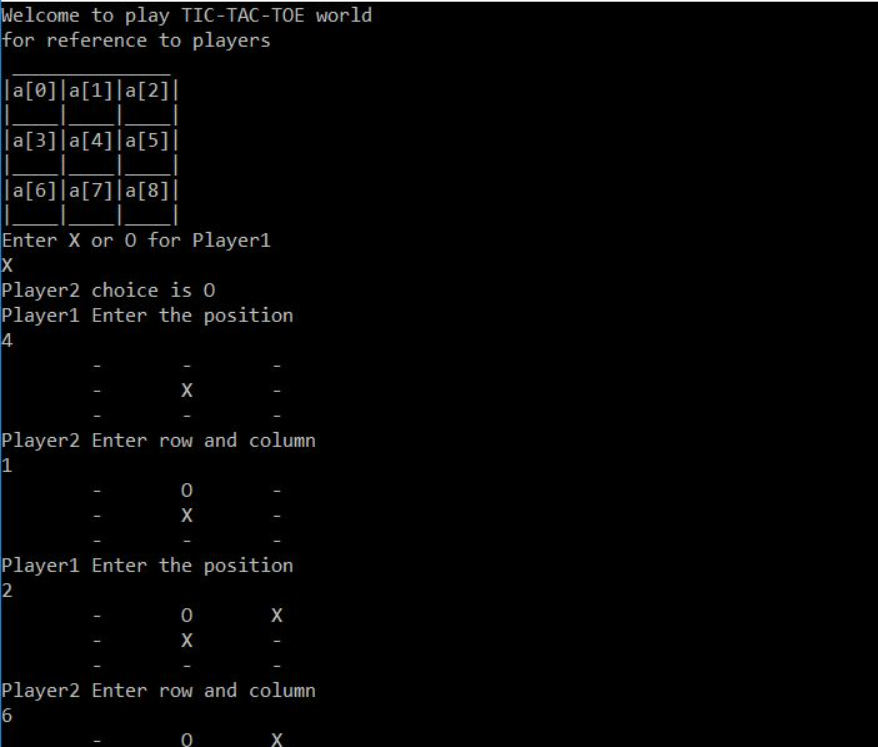 Welcome to play TIC-TAC-TOE world
for reference to players
 ______________
|a[0]|a[1]|a[2]|
|____|____|____|
|a[3]|a[4]|a[5]|
|____|____|____|
|a[6]|a[7]|a[8]|
|____|____|____|
Enter X or O for Player1
X
Player2 choice is O
Player1 Enter the position
4
        -       -       -
        -       X       -
        -       -       -
Player2 Enter row and column
1
        -       O       -
        -       X       -
        -       -       -
Player1 Enter the position
2
        -       O       X
        -       X       -
        -       -       -
Player2 Enter row and column
6
        -       O       X